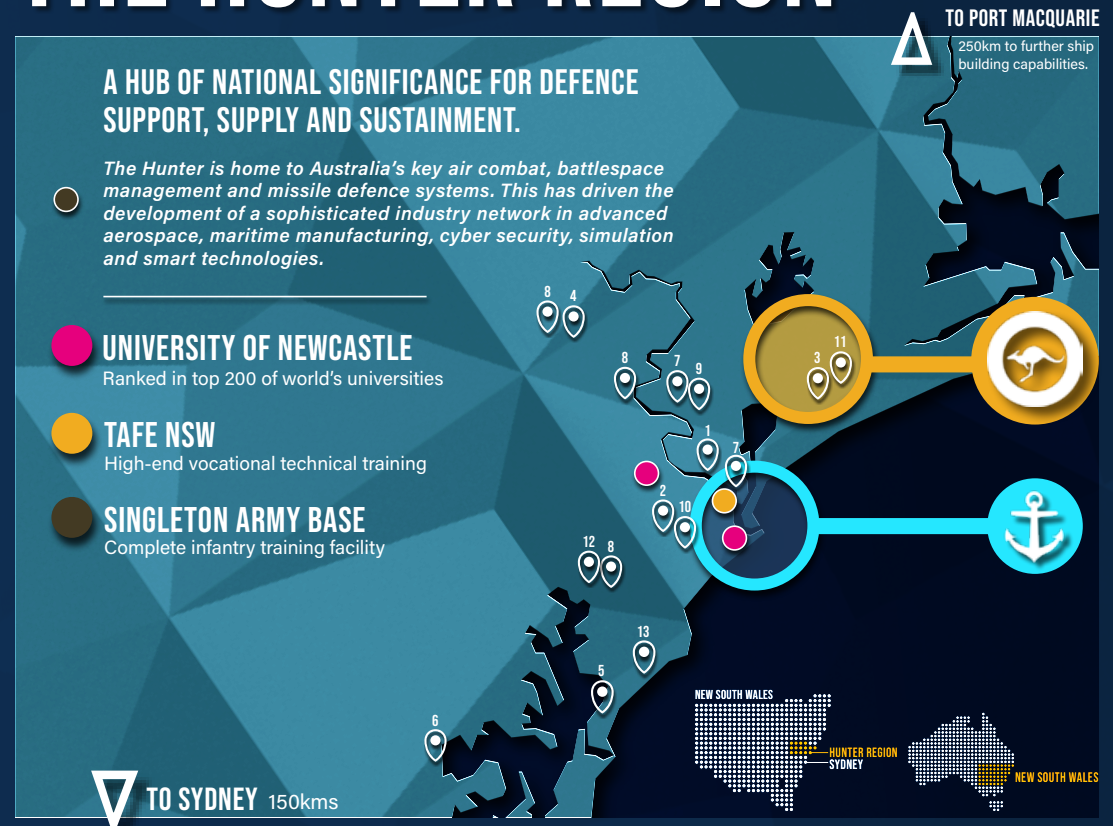 THE HUNTER REGION
TO PORT MACQUARIE
250km to further ship
building capabilities.
A HUB OF NATIONAL SIGNIFICANCE FOR DEFENCE
SUPPORT, SUPPLY AND SUSTAINMENT.
The Hunter is home to Australia's key air combat, battlespace
management and missile defence systems. This has driven the
development of a sophisticated industry network in advanced
aerospace, maritime manufacturing, cyber security, simulation
and smart technologies.
8 4
11
3
8 7 9
UNIVERSITY OF NEWCASTLE
Ranked in top 200 of world's universities
TAFE NSW
High-end vocational technical training
1
7
2
10
SINGLETON ARMY BASE
Complete infantry training facility
12 8
13
5
6
NEW SOUTH WALES
HUNTER REGION
SYDNEY
NEW SOUTH WALES
TO SYDNEY 150kms